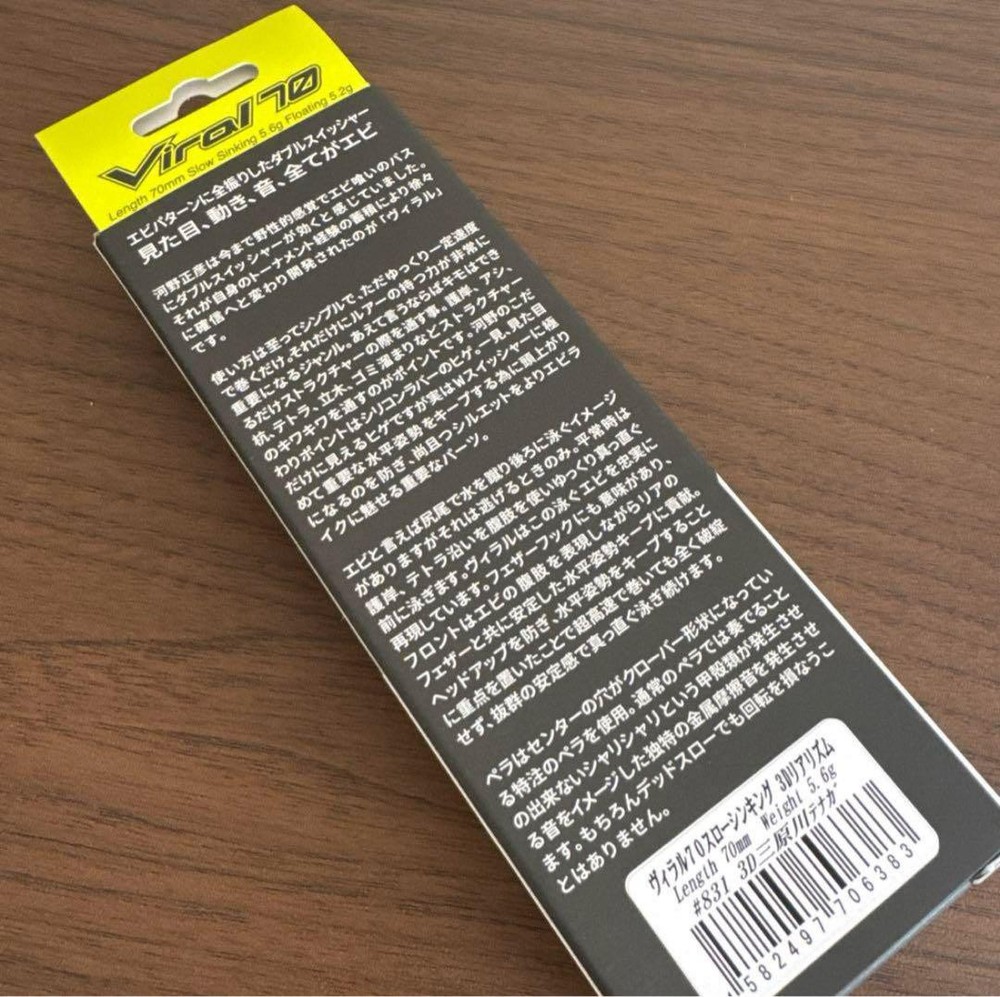 Viral 70
Length 70mm Slow Sinking 5.6g Floating 5.2g
エビパターンに全振りしたダブルスイッシャー
見た目、動き、音、全てがエビ
河野正彦は今まで野性的感覚でエビ喰いのバス
にダブルスイッシャーが効くと感じていました。
それが自身のトーナメント経験の蓄積により徐々
に確信へと変わり開発されたのが「ヴィラル」
です。
使い方は至ってシンプルで、ただゆっくり一定速度
で巻くだけ。それだけにルアーの持つ力が非常に
重要になるジャンル。あえて言うならばキモはでき
るだけストラクチャーの際を通す事。護岸、アシ、
杭、テトラ、立木、ゴミ溜まりなどストラクチャー
のキワキワを通すのがポイントです。河野のこだ
わりポイントはシリコンラバーのヒゲ。一見、見た目
だけに見えるヒゲですが実はWスイッシャーに極
めて重要な水平姿勢をキープする為に頭上がり
になるのを防ぎ、尚且つシルエットをよりエビラ
イクに魅せる重要なパーツ。
エビと言えば尻尾で水を蹴り後ろに泳ぐイメージ
がありますがそれは逃げるときのみ。平常時は
護岸、テトラ沿いを腹肢を使いゆっくり真っ直ぐ
前に泳ぎます。ヴィラルはこの泳ぐエビを忠実に
再現しています。フェザーフックにも意味があり、
フロントはエビの腹肢を表現しながらリアの
フェザーと共に安定した水平姿勢キープに貢献。
ヘッドアップを防ぎ、水平姿勢をキープすること
に重点を置いたことで超高速で巻いても全く破綻
せず、抜群の安定感で真っ直ぐ泳ぎ続けます。
ペラはセンターの穴がクローバー形状になってい
る特注のペラを使用。通常のペラでは奏でること
の出来ないシャリシャリという甲殻類が発生させ
る音をイメージした独特の金属摩擦音を発生させ
ます。もちろんデッドスローでも回転を損なうこ
とはありません。
ヴィラル70スローシンキング 3Dリアリズム
Length 70mm Weight 5.6g
#831 3D三原川テナガ
582497706383